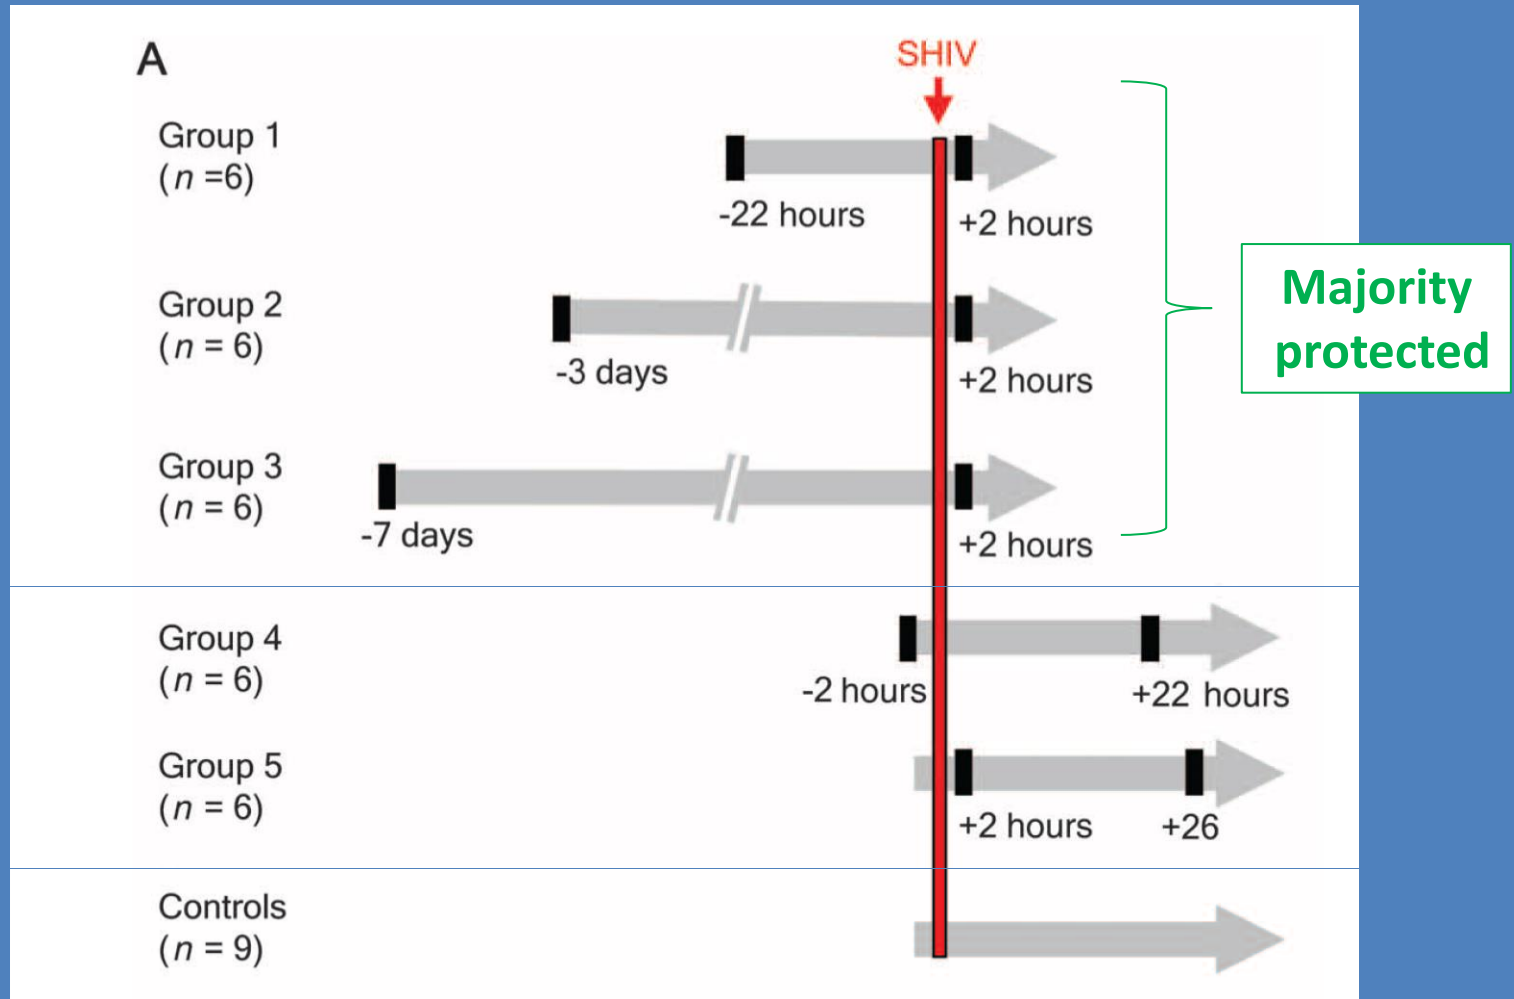 A
SHIV
Group 1
(n =6)
-22 hours
+2 hours
Group 2
(n = 6)
-3 days
+2 hours
Majority
protected
Group 3
(n = 6)
-7 days
+2 hours
Group 4
(n = 6)
-2 hours
+22 hours
Group 5
(n = 6)
+2 hours
+26
Controls
(n = 9)